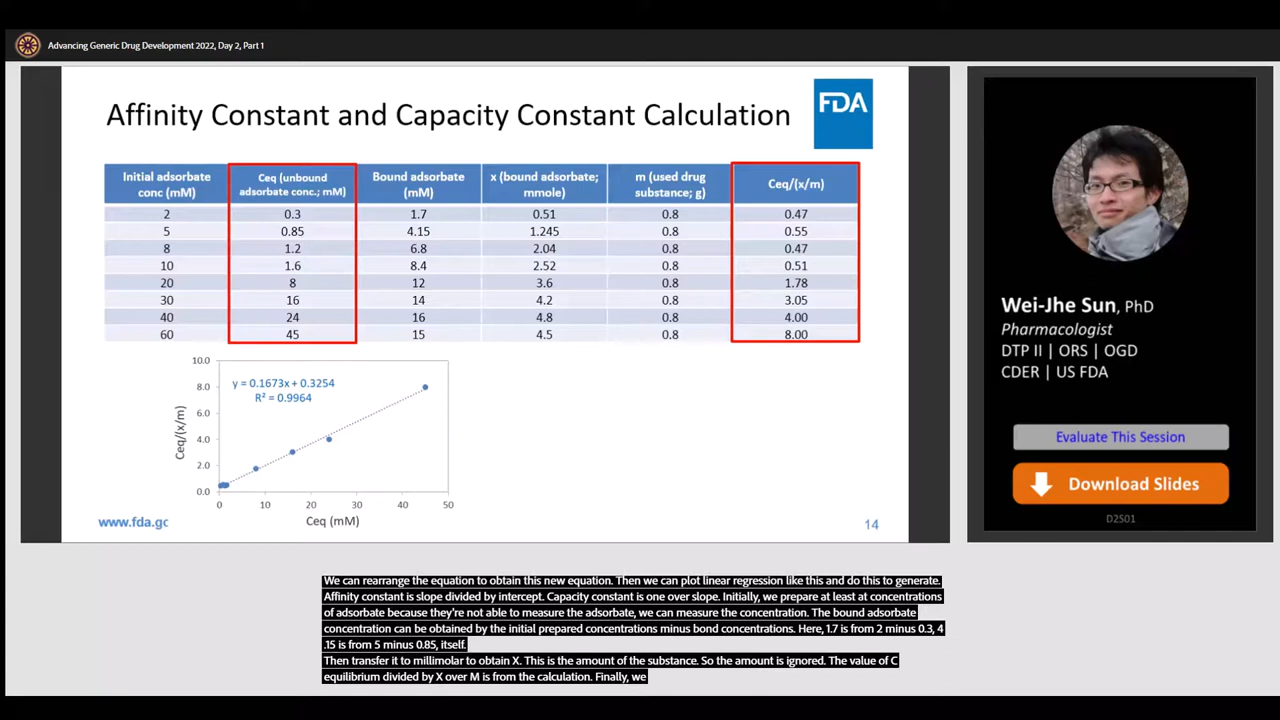 Advancing Generic Drug Development 2022, Day 2, Part 1
Affinity Constant and Capacity Constant Calculation
FDA
Initial adsorbate conc (mM) Ceq (unbound adsorbate conc.; mM) Bound adsorbate (mM) x (bound adsorbate; mmole) m (used drug substance; g) Ceq/(x/m)
2 0.3 1.7 0.51 0.8 0.47
5 0.85 4.15 1.245 0.8 0.55
8 1.2 6.8 2.04 0.8 0.47
10 1.6 8.4 2.52 0.8 0.51
20 8 12 3.6 0.8 1.78
30 16 14 4.2 0.8 3.05
40 24 16 4.8 0.8 4.00
60 45 15 4.5 0.8 8.00
10.0
8.0
6.0
4.0
2.0
0.0
Ceq/(x/m)
y = 0.1673x + 0.3254
R² = 0.9964
0 10 20 30 40 50
Ceq (mM)
www.fda.gc
14
Wei-Jhe Sun, PhD
Pharmacologist
DTP II | ORS | OGD
CDER | US FDA
Evaluate This Session
Download Slides
D2S01
We can rearrange the equation to obtain this new equation. Then we can plot linear regression like this and do this to generate.
Affinity constant is slope divided by intercept. Capacity constant is one over slope. Initially, we prepare at least at concentrations
of adsorbate because they're not able to measure the adsorbate, we can measure the concentration. The bound adsorbate
concentration can be obtained by the initial prepared concentrations minus bond concentrations. Here, 1.7 is from 2 minus 0.3, 4
.15 is from 5 minus 0.85, itself.
Then transfer it to millimolar to obtain X. This is the amount of the substance. So the amount is ignored. The value of C
equilibrium divided by X over M is from the calculation. Finally, we